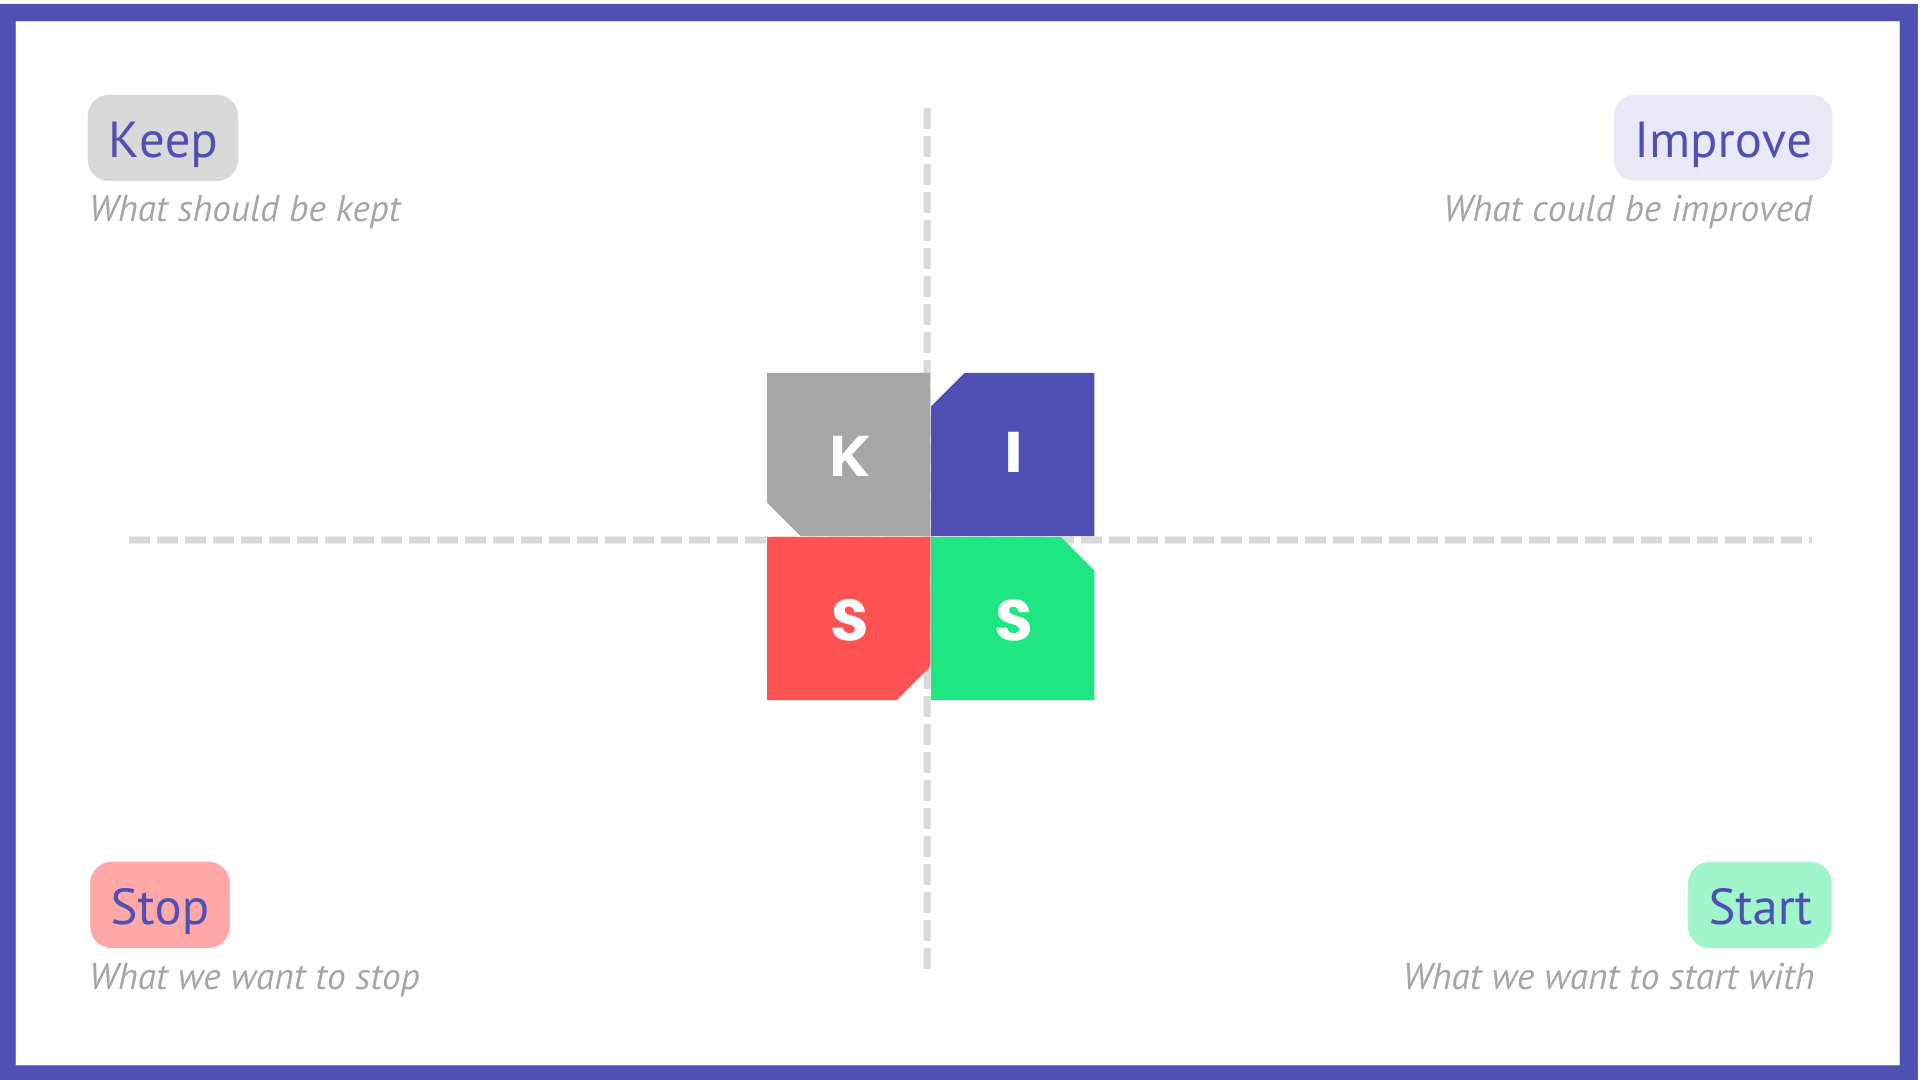 Keep
What should be kept
Improve
What could be improved
K
I
S
S
Stop
What we want to stop
Start
What we want to start with